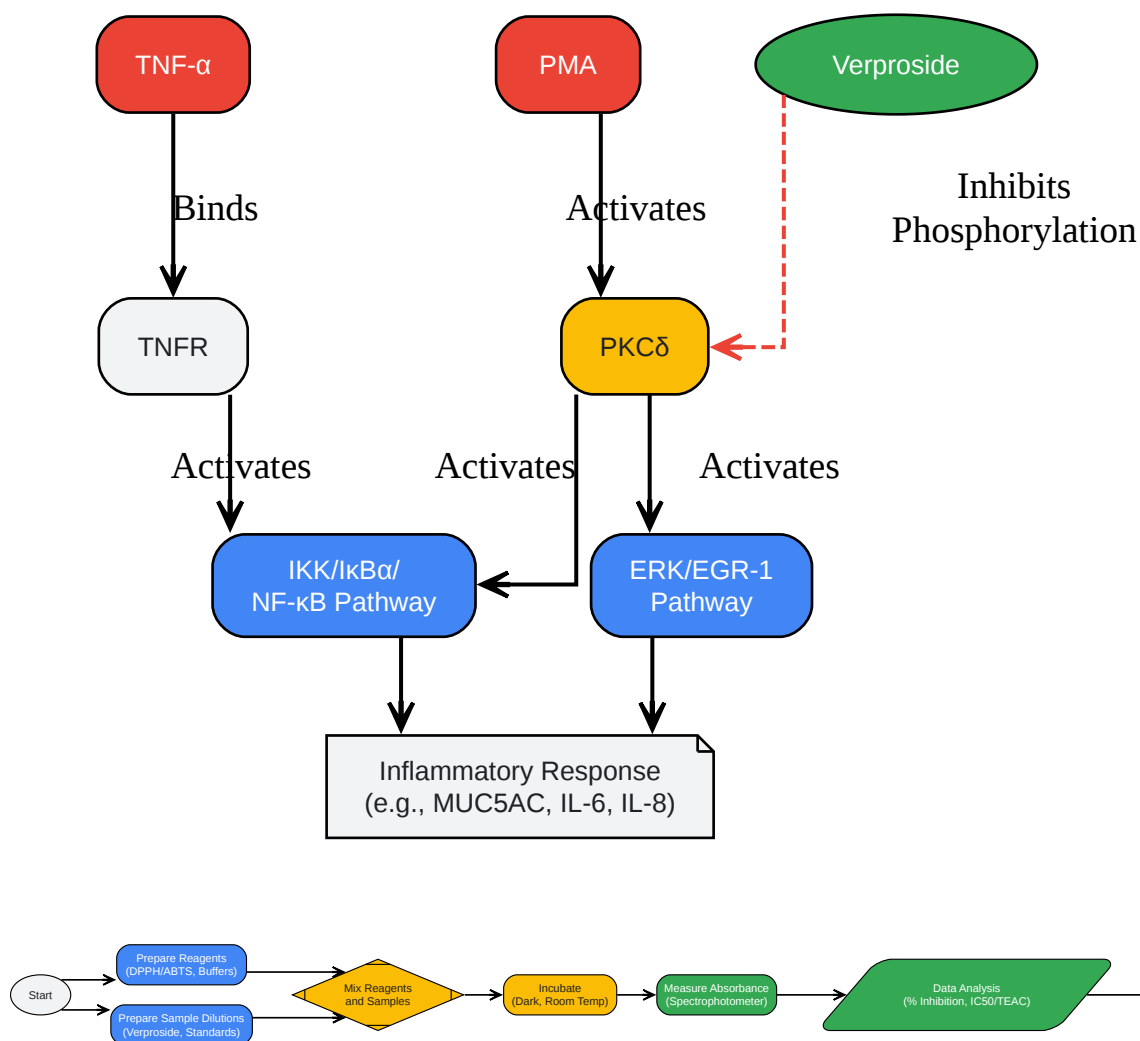 TNF-α
PMA
Verproside
Binds
Activates
Inhibits
Phosphorylation
TNFR
PKCδ
Activates
Activates
Activates
IKK/IκBα/
NF-κB Pathway
ERK/EGR-1
Pathway
Inflammatory Response
(e.g., MUC5AC, IL-6, IL-8)
Start
Prepare Reagents
(DPPH/ABTS, Buffers)
Prepare Sample Dilutions
(Verproside, Standards)
Mix Reagents
and Samples
Incubate
(Dark, Room Temp)
Measure Absorbance
(Spectrophotometer)
Data Analysis
(% Inhibition, IC50/TEAC)